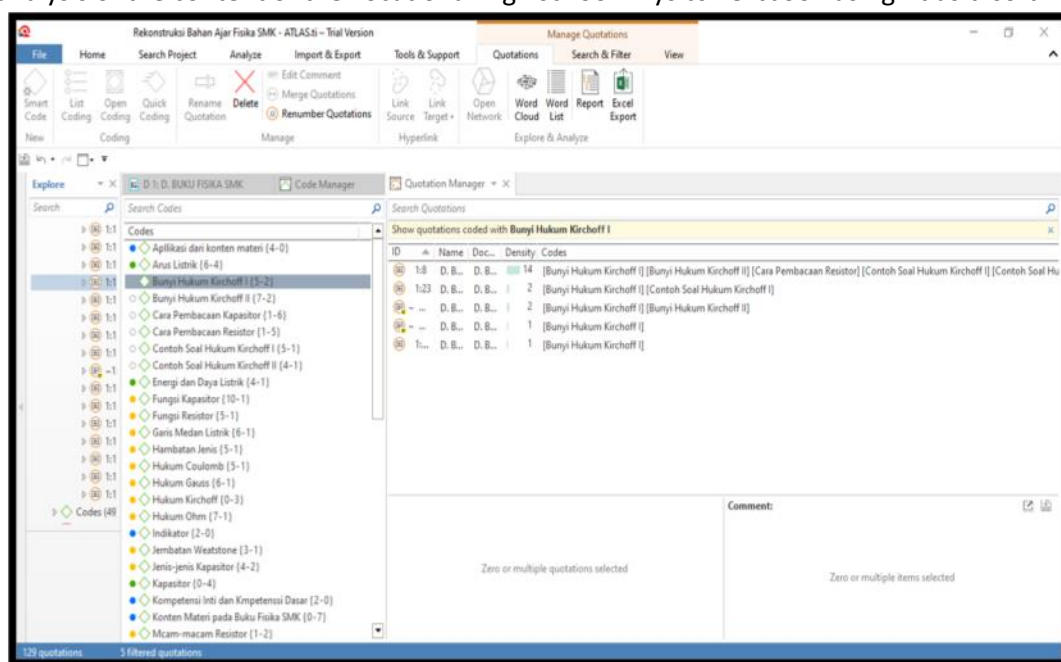 Rekonstruksi Bahan Ajar Fisika SMK - ATLAS.ti - Trial Version
Manage Quotations
File Home Search Project Analyze Import & Export Tools & Support Quotations Search & Filter View
Smart Code
List Coding
Open Coding
Quick Coding
Rename Quotation
Delete
Edit Comment
Merge Quotations
Renumber Quotations
Link Source
Link Target
Open Network
Word Cloud
Word List
Report
Excel Export
New Coding Manage Hyperlink Explore & Analyze
Explore
D 1: D. BUKU FISIKA SMK
Code Manager
Quotation Manager
Search
Search Codes
Search Quotations
Show quotations coded with Bunyi Hukum Kirchoff I
Codes
Apllikasi dari konten materi {4-0}
Arus Listrik {6-4}
Bunyi Hukum Kirchoff I {5-2}
Bunyi Hukum Kirchoff II {7-2}
Cara Pembacaan Kapasitor {1-6}
Cara Pembacaan Resistor {1-5}
Contoh Soal Hukum Kirchoff I {5-1}
Contoh Soal Hukum Kirchoff II {4-1}
Energi dan Daya Listrik {4-1}
Fungsi Kapasitor {10-1}
Fungsi Resistor {5-1}
Garis Medan Listrik {6-1}
Hambatan Jenis {5-1}
Hukum Coulomb {5-1}
Hukum Gauss {6-1}
Hukum Kirchoff {0-3}
Hukum Ohm {7-1}
Indikator {2-0}
Jembatan Weatstone {3-1}
Jenis-jenis Kapasitor {4-2}
Kapasitor {0-4}
Kompetensi Inti dan Kmpetenssi Dasar {2-0}
Konten Materi pada Buku Fisika SMK {0-7}
Mcam-macam Resistor {1-2}
Codes (49
ID Name Doc... Density Codes
1:8 D. B... D. B... 14 [Bunyi Hukum Kirchoff I] [Bunyi Hukum Kirchoff II] [Cara Pembacaan Resistor] [Contoh Soal Hukum Kirchoff I] [Contoh Soal Hu
1:23 D. B... D. B... 2 [Bunyi Hukum Kirchoff I] [Contoh Soal Hukum Kirchoff I]
~ ... D. B... D. B... 2 [Bunyi Hukum Kirchoff I] [Bunyi Hukum Kirchoff II]
~ ... D. B... D. B... 1 [Bunyi Hukum Kirchoff I]
1:... D. B... D. B... 1 [Bunyi Hukum Kirchoff I]
Comment:
Zero or multiple quotations selected
Zero or multiple items selected
129 quotations 5 filtered quotations